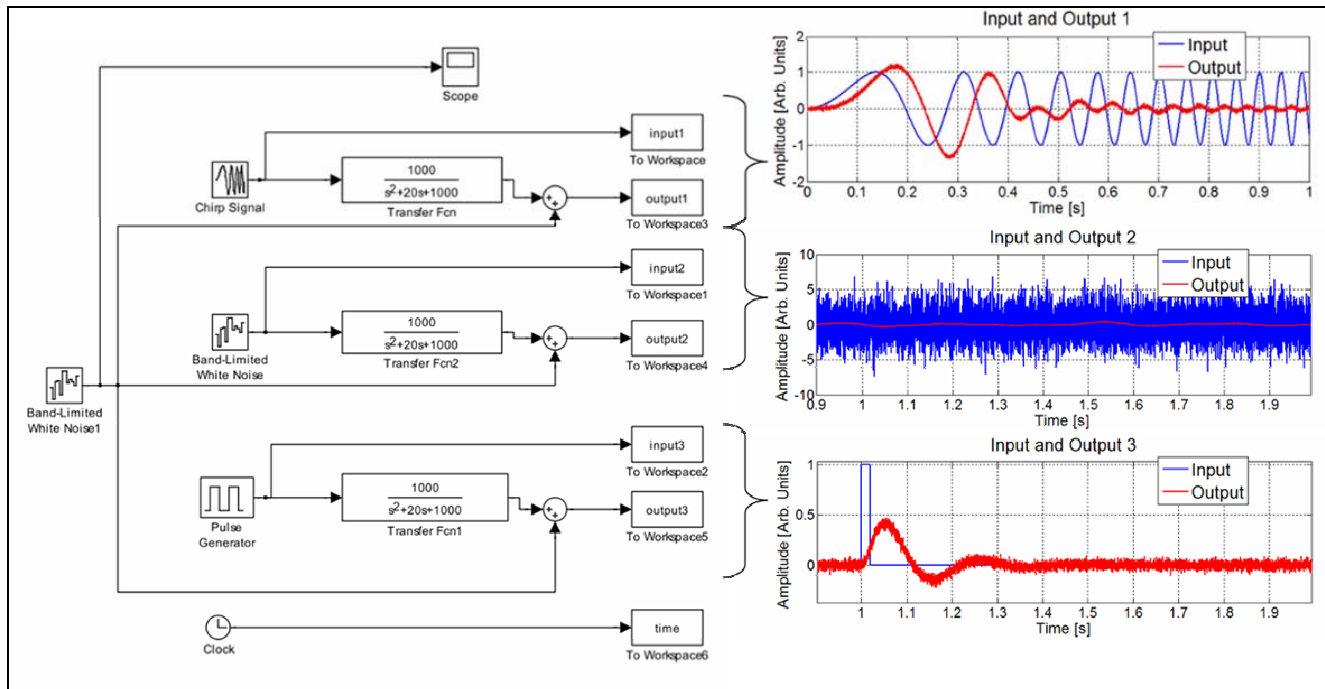 Scope
input1
To Workspace
Chirp Signal
1000
s²+20s+1000
Transfer Fcn
+
+
output1
To Workspace3
input2
To Workspace1
Band-Limited
White Noise
1000
s²+20s+1000
Transfer Fcn2
+
+
output2
To Workspace4
Band-Limited
White Noise1
input3
To Workspace2
Pulse
Generator
1000
s²+20s+1000
Transfer Fcn1
+
+
output3
To Workspace5
Clock
time
To Workspace6
Input and Output 1
Amplitude [Arb. Units]
2
1
0
-1
-2
Input
Output
0 0.1 0.2 0.3 0.4 0.5 0.6 0.7 0.8 0.9 1
Time [s]
Input and Output 2
Amplitude [Arb. Units]
10
5
0
-5
-10
Input
Output
0.9 1 1.1 1.2 1.3 1.4 1.5 1.6 1.7 1.8 1.9
Time [s]
Input and Output 3
Amplitude [Arb. Units]
1
0.5
0
Input
Output
1 1.1 1.2 1.3 1.4 1.5 1.6 1.7 1.8 1.9
Time [s]